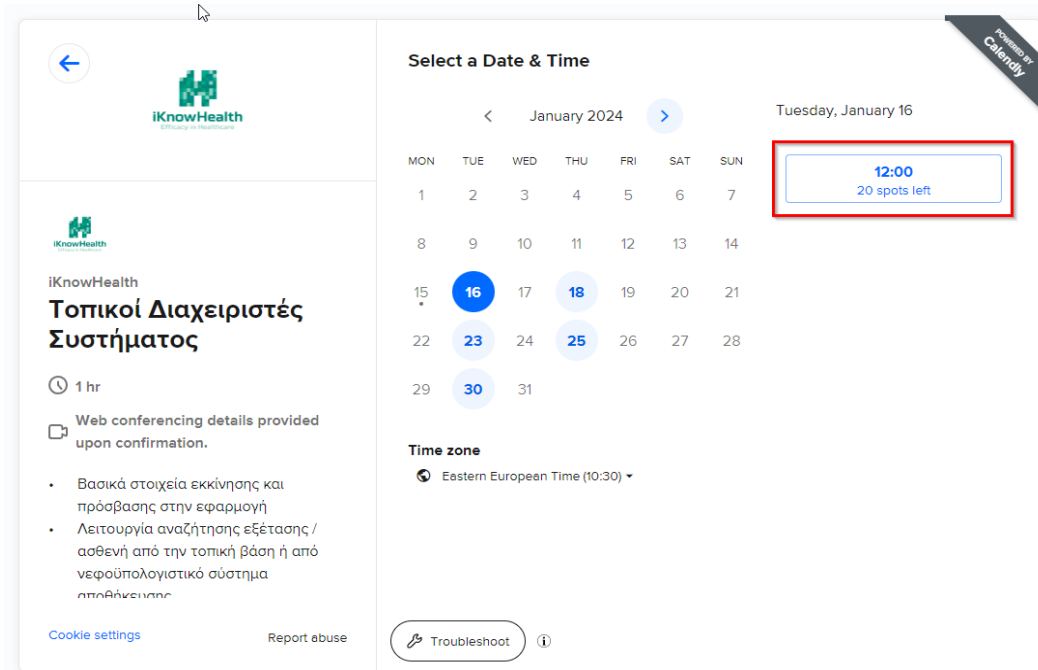 iKnowHealth
Efficacy in Healthcare
iKnowHealth
iKnowHealth
Τοπικοί Διαχειριστές
Συστήματος
1 hr
Web conferencing details provided
upon confirmation.
• Βασικά στοιχεία εκκίνησης και
πρόσβασης στην εφαρμογή
• Λειτουργία αναζήτησης εξέτασης /
ασθενή από την τοπική βάση ή από
νεφοϋπολογιστικό σύστημα
αποθήκευσης
Cookie settings
Report abuse
Select a Date & Time
January 2024
MON TUE WED THU FRI SAT SUN
1 2 3 4 5 6 7
8 9 10 11 12 13 14
15 16 17 18 19 20 21
22 23 24 25 26 27 28
29 30 31
Time zone
Eastern European Time (10:30)
Troubleshoot
Tuesday, January 16
12:00
20 spots left
POWERED BY
Calendly